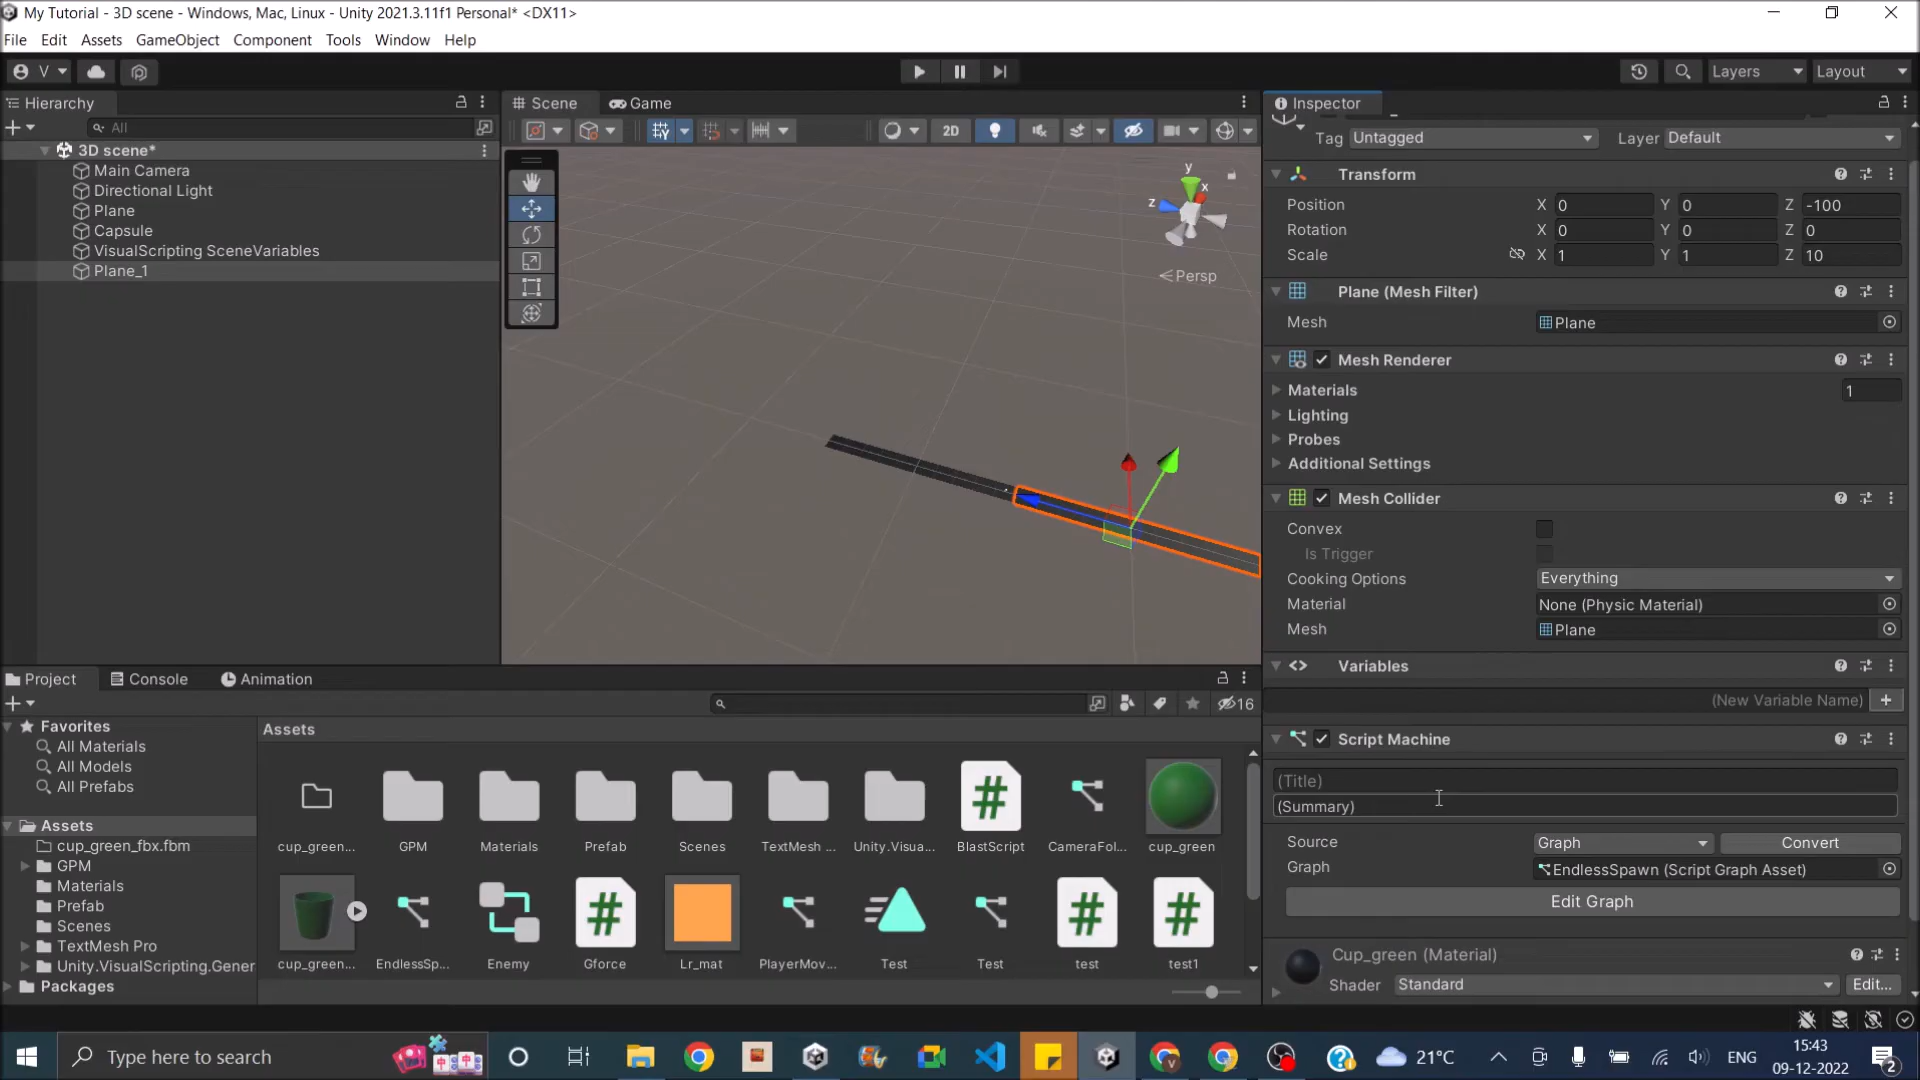 My Tutorial - 3D scene - Windows, Mac, Linux - Unity 2021.3.11f1 Personal* <DX11>
File Edit Assets GameObject Component Tools Window Help
V Layers Layout
Hierarchy
All
3D scene*
Main Camera
Directional Light
Plane
Capsule
VisualScripting SceneVariables
Plane_1
Scene Game
2D
y
x
z
Persp
Inspector
Tag Untagged Layer Default
Transform
Position X 0 Y 0 Z -100
Rotation X 0 Y 0 Z 0
Scale X 1 Y 1 Z 10
Plane (Mesh Filter)
Mesh Plane
Mesh Renderer
Materials 1
Lighting
Probes
Additional Settings
Mesh Collider
Convex
Is Trigger
Cooking Options Everything
Material None (Physic Material)
Mesh Plane
Variables
(New Variable Name)
Script Machine
(Title)
(Summary)
Source Graph Convert
Graph EndlessSpawn (Script Graph Asset)
Edit Graph
Cup_green (Material)
Shader Standard Edit...
Project Console Animation
16
Favorites
All Materials
All Models
All Prefabs
Assets
cup_green_fbx.fbm
GPM
Materials
Prefab
Scenes
TextMesh Pro
Unity.VisualScripting.Gener
Packages
Assets
cup_green... GPM Materials Prefab Scenes TextMesh ... Unity.Visua... BlastScript CameraFol... cup_green
cup_green... EndlessSp... Enemy Gforce Lr_mat PlayerMov... Test Test test test1
Type here to search
21°C
ENG
15:43
09-12-2022
2